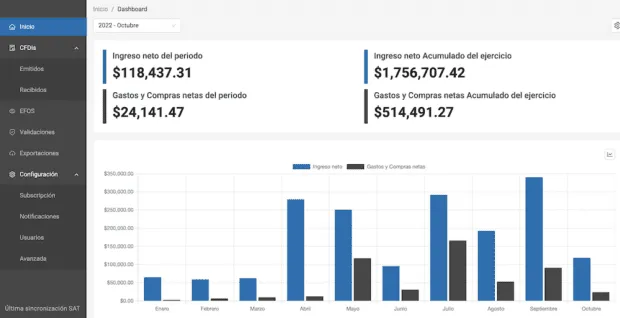 Inicio / Dashboard
2022 - Octubre
Inicio
CFDIs
Emitidos
Recibidos
EFOS
Validaciones
Exportaciones
Configuración
Subscripción
Notificaciones
Usuarios
Avanzada
Última sincronización SAT
Ingreso neto del periodo
$118,437.31
Ingreso neto Acumulado del ejercicio
$1,756,707.42
Gastos y Compras netas del periodo
$24,141.47
Gastos y Compras netas Acumulado del ejercicio
$514,491.27
Ingreso neto Gastos y Compras netas
$350,000.00
$300,000.00
$250,000.00
$200,000.00
$150,000.00
$100,000.00
$50,000.00
$0.00
Enero Febrero Marzo Abril Mayo Junio Julio Agosto Septiembre Octubre